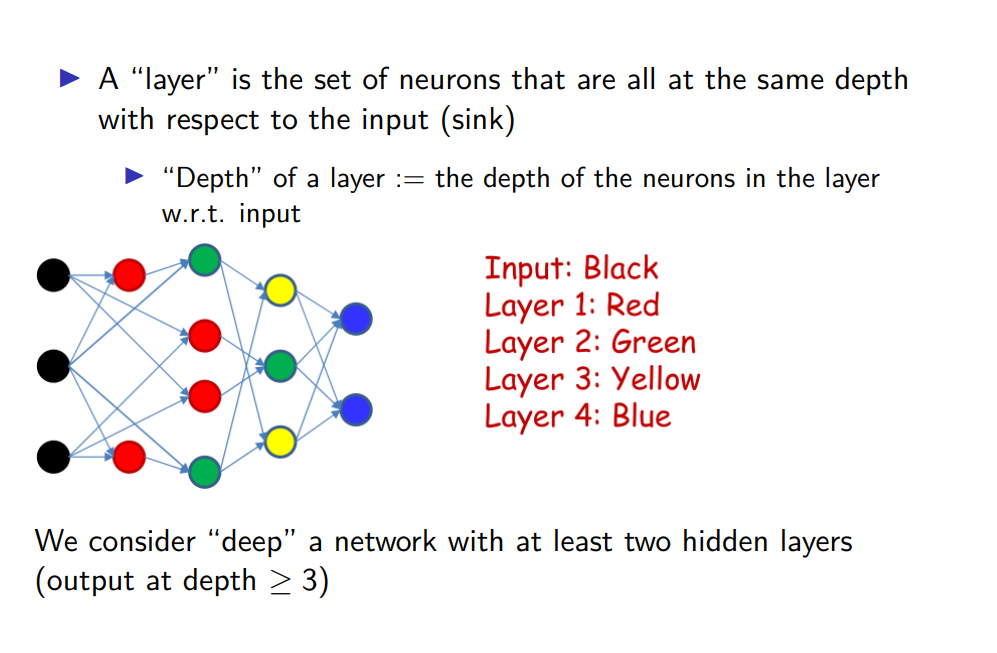 ▶ A “layer” is the set of neurons that are all at the same depth
with respect to the input (sink)
▶ “Depth” of a layer := the depth of the neurons in the layer
w.r.t. input
Input: Black
Layer 1: Red
Layer 2: Green
Layer 3: Yellow
Layer 4: Blue
We consider “deep” a network with at least two hidden layers
(output at depth ≥ 3)